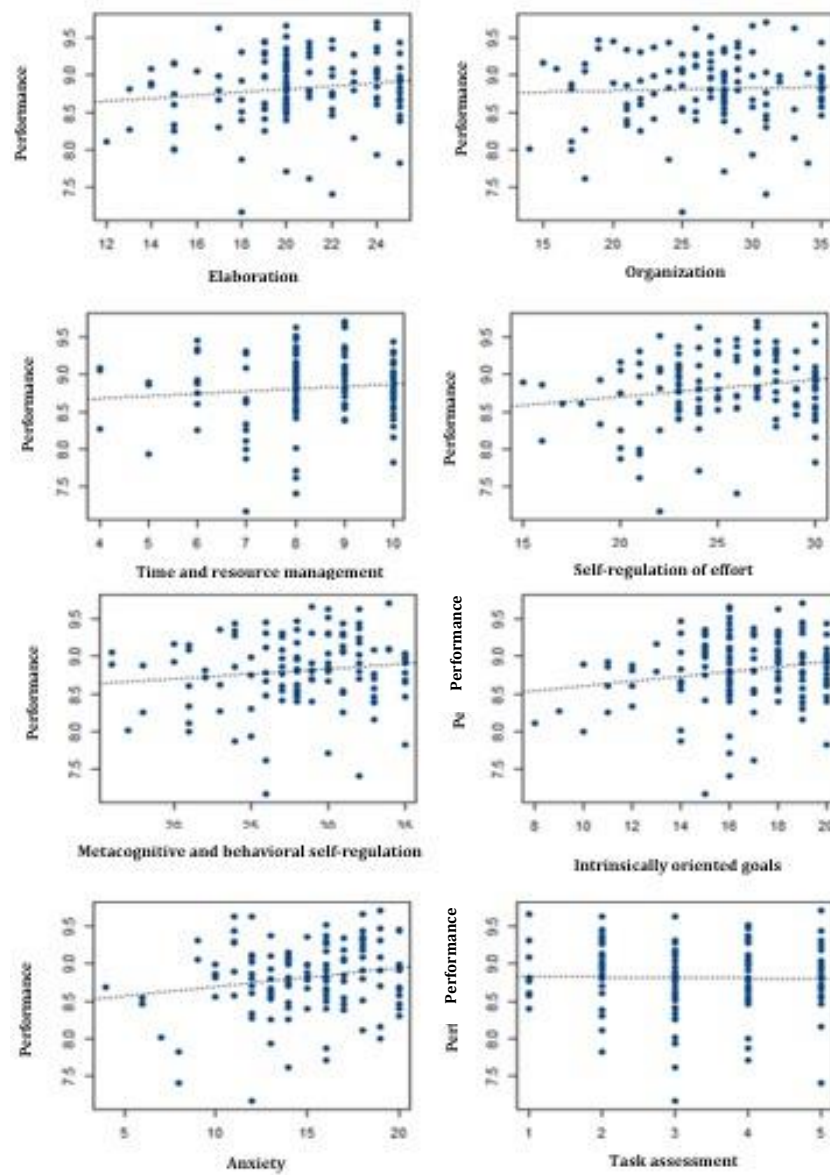 Performance
9.5
9.0
8.5
8.0
7.5
12 14 16 18 20 22 24
Elaboration
Performance
9.5
9.0
8.5
8.0
7.5
15 20 25 30 35
Organization
Performance
9.5
9.0
8.5
8.0
7.5
4 5 6 7 8 9 10
Time and resource management
Performance
9.5
9.0
8.5
8.0
7.5
15 20 25 30
Self-regulation of effort
Performance
9.5
9.0
8.5
8.0
7.5
20 25 30 35
Metacognitive and behavioral self-regulation
Pe Performance
9.5
9.0
8.5
8.0
7.5
8 10 12 14 16 18 20
Intrinsically oriented goals
Performance
9.5
9.0
8.5
8.0
7.5
5 10 15 20
Anxiety
Perf Performance
9.5
9.0
8.5
8.0
7.5
1 2 3 4 5
Task assessment